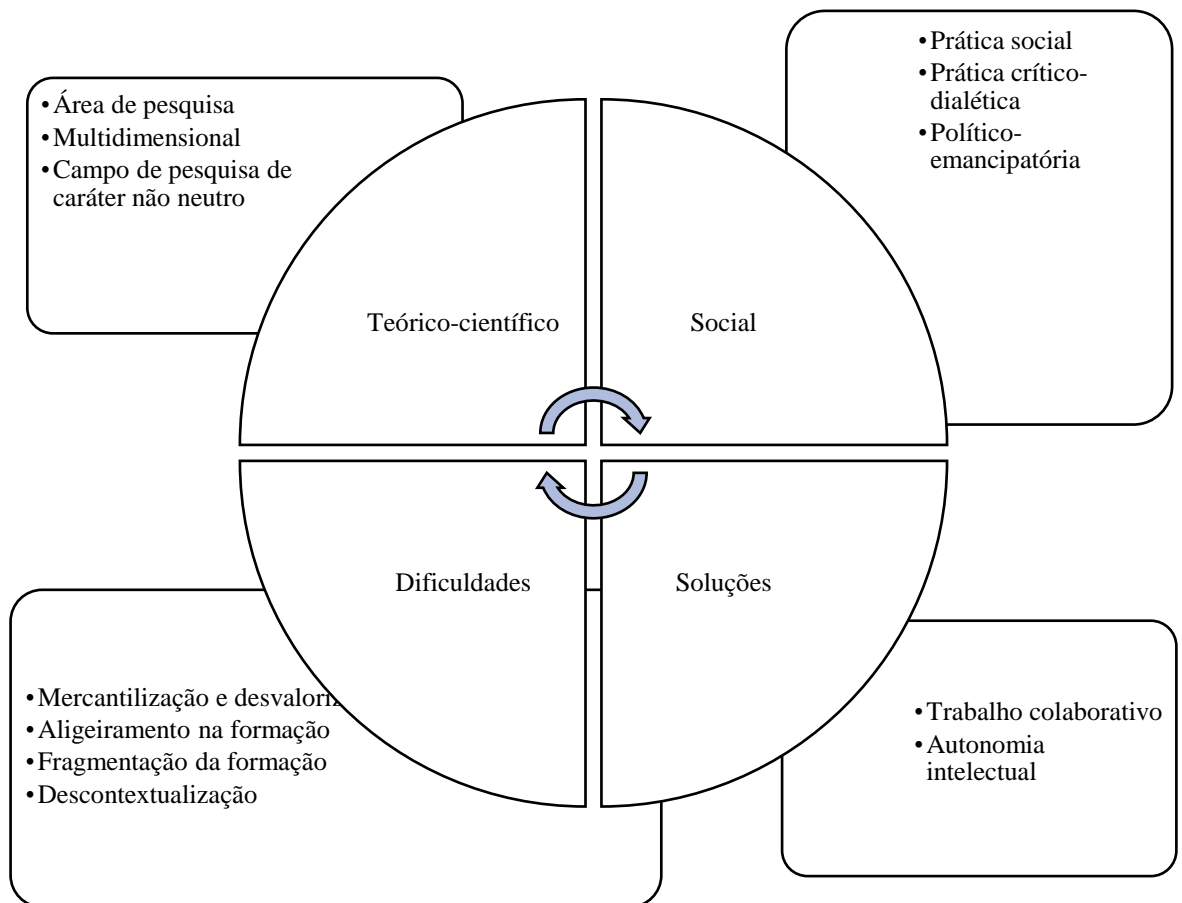 • Área de pesquisa
• Multidimensional
• Campo de pesquisa de
caráter não neutro
• Prática social
• Prática crítico-
dialética
• Político-
emancipatória
Teórico-científico
Social
Dificuldades
Soluções
• Mercantilização e
• Aligeiramento na formação
• Fragmentação da formação
• Descontextualização
• Trabalho colaborativo
• Autonomia
intelectual